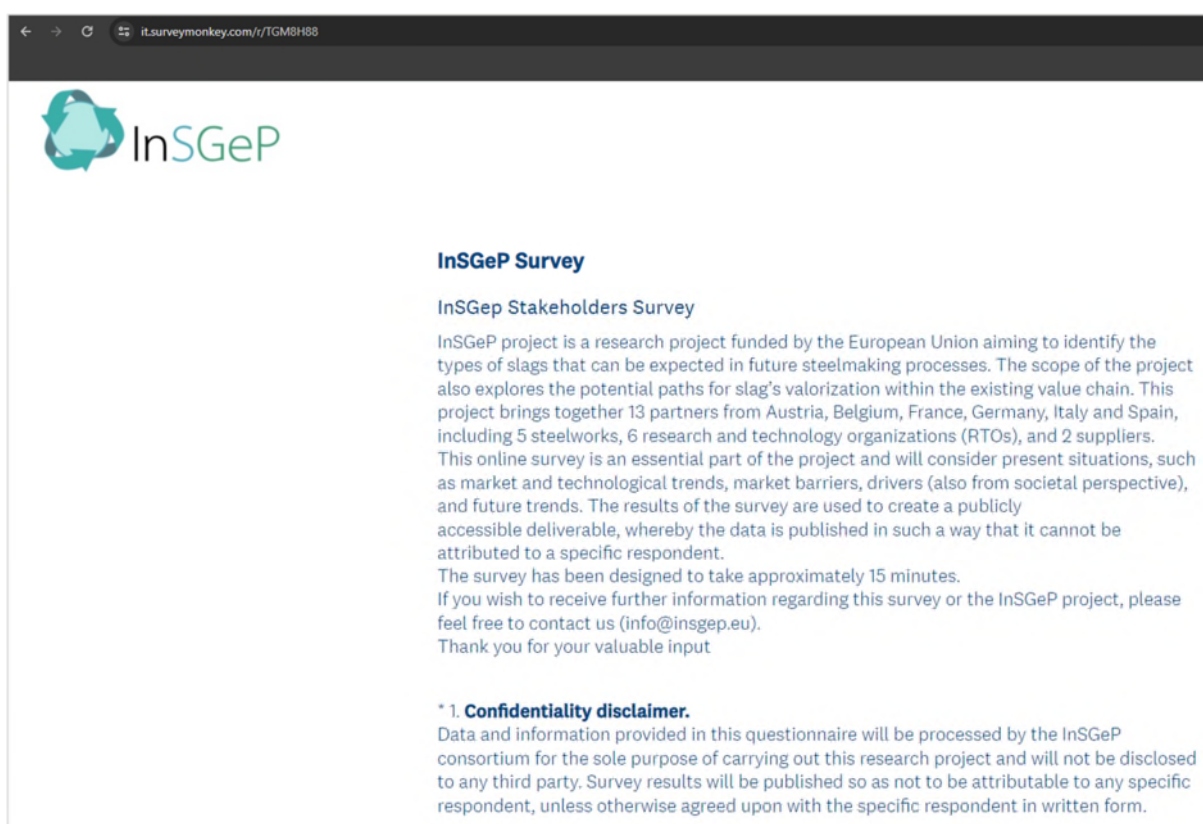 it.surveymonkey.com/r/TGM8H88
InSGeP
InSGeP Survey
InSGep Stakeholders Survey
InSGeP project is a research project funded by the European Union aiming to identify the
types of slags that can be expected in future steelmaking processes. The scope of the project
also explores the potential paths for slag's valorization within the existing value chain. This
project brings together 13 partners from Austria, Belgium, France, Germany, Italy and Spain,
including 5 steelworks, 6 research and technology organizations (RTOs), and 2 suppliers.
This online survey is an essential part of the project and will consider present situations, such
as market and technological trends, market barriers, drivers (also from societal perspective),
and future trends. The results of the survey are used to create a publicly
accessible deliverable, whereby the data is published in such a way that it cannot be
attributed to a specific respondent.
The survey has been designed to take approximately 15 minutes.
If you wish to receive further information regarding this survey or the InSGeP project, please
feel free to contact us (info@insgep.eu).
Thank you for your valuable input
* 1. Confidentiality disclaimer.
Data and information provided in this questionnaire will be processed by the InSGeP
consortium for the sole purpose of carrying out this research project and will not be disclosed
to any third party. Survey results will be published so as not to be attributable to any specific
respondent, unless otherwise agreed upon with the specific respondent in written form.